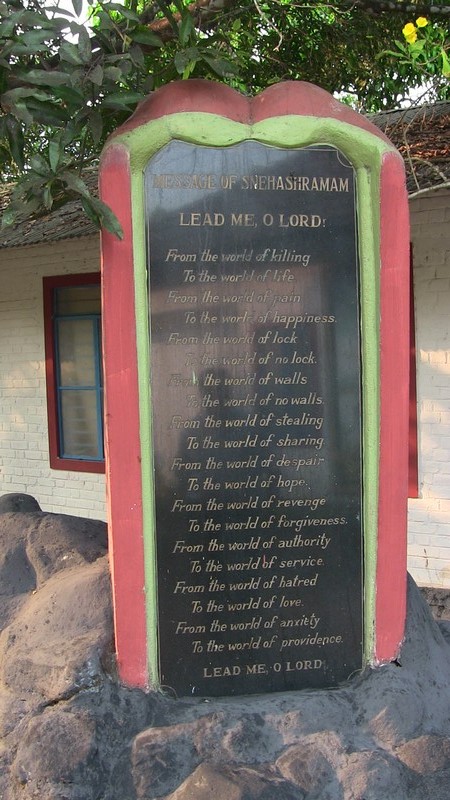 MESSAGE OF SNEHASHRAMAM
LEAD ME, O LORD!
From the world of killing
To the world of life.
From the world of pain
To the world of happiness.
From the world of lock
To the world of no lock.
From the world of walls
To the world of no walls.
From the world of stealing
To the world of sharing
From the world of despair
To the world of hope.
From the world of revenge
To the world of forgiveness.
From the world of authority
To the world of service.
From the world of hatred
To the world of love.
From the world of anxiety
To the world of providence.
LEAD ME, O LORD!